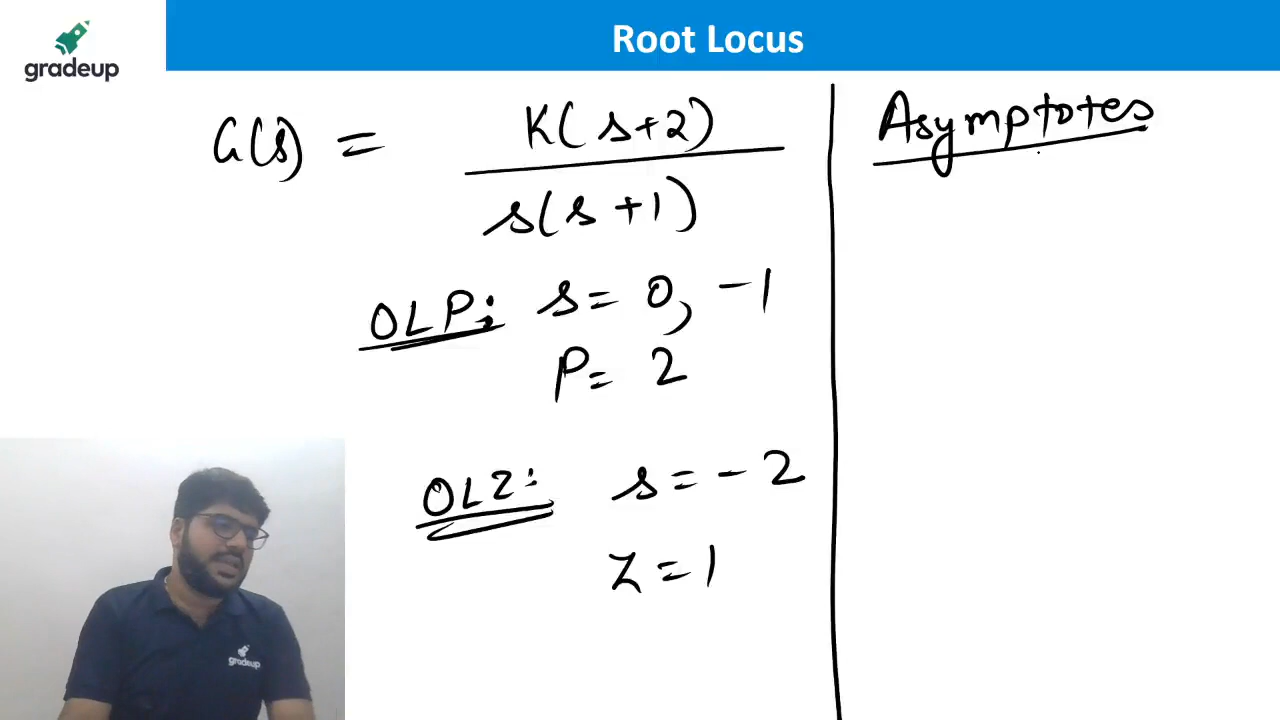 gradeup
Root Locus
G(s) = K(s+2)
s(s+1)
OLP: s = 0, -1
P = 2
OLZ: s = -2
Z = 1
Asymptotes
gradeup